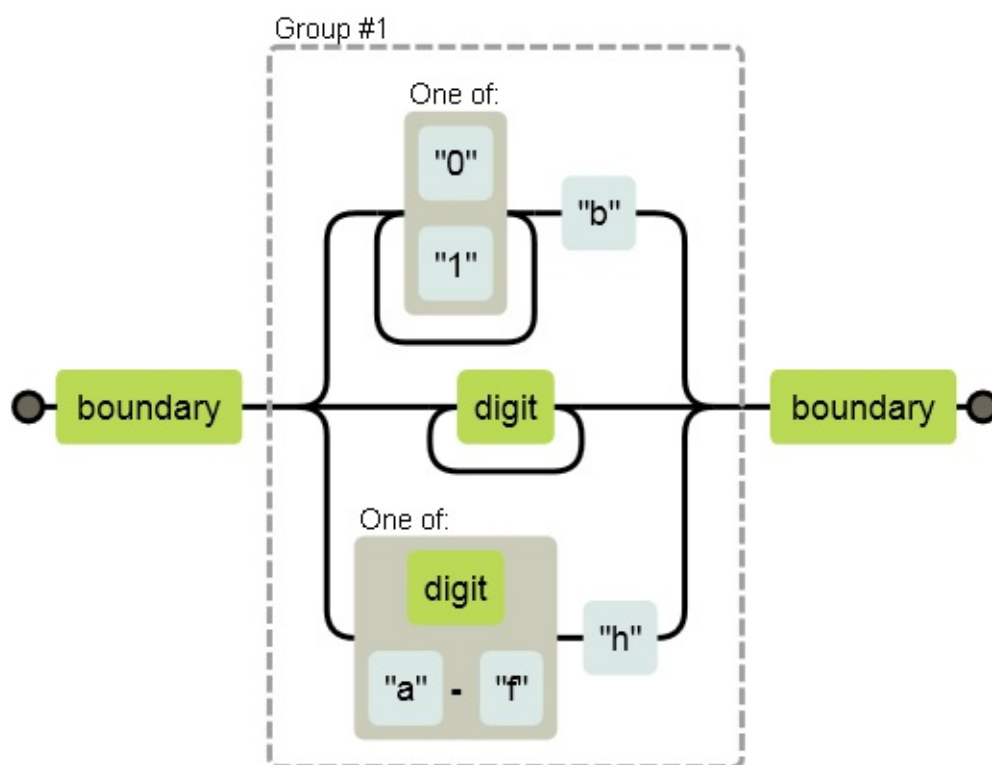 Group #1
One of:
"0"
"1"
"b"
boundary
digit
boundary
One of:
digit
"a" - "f"
"h"